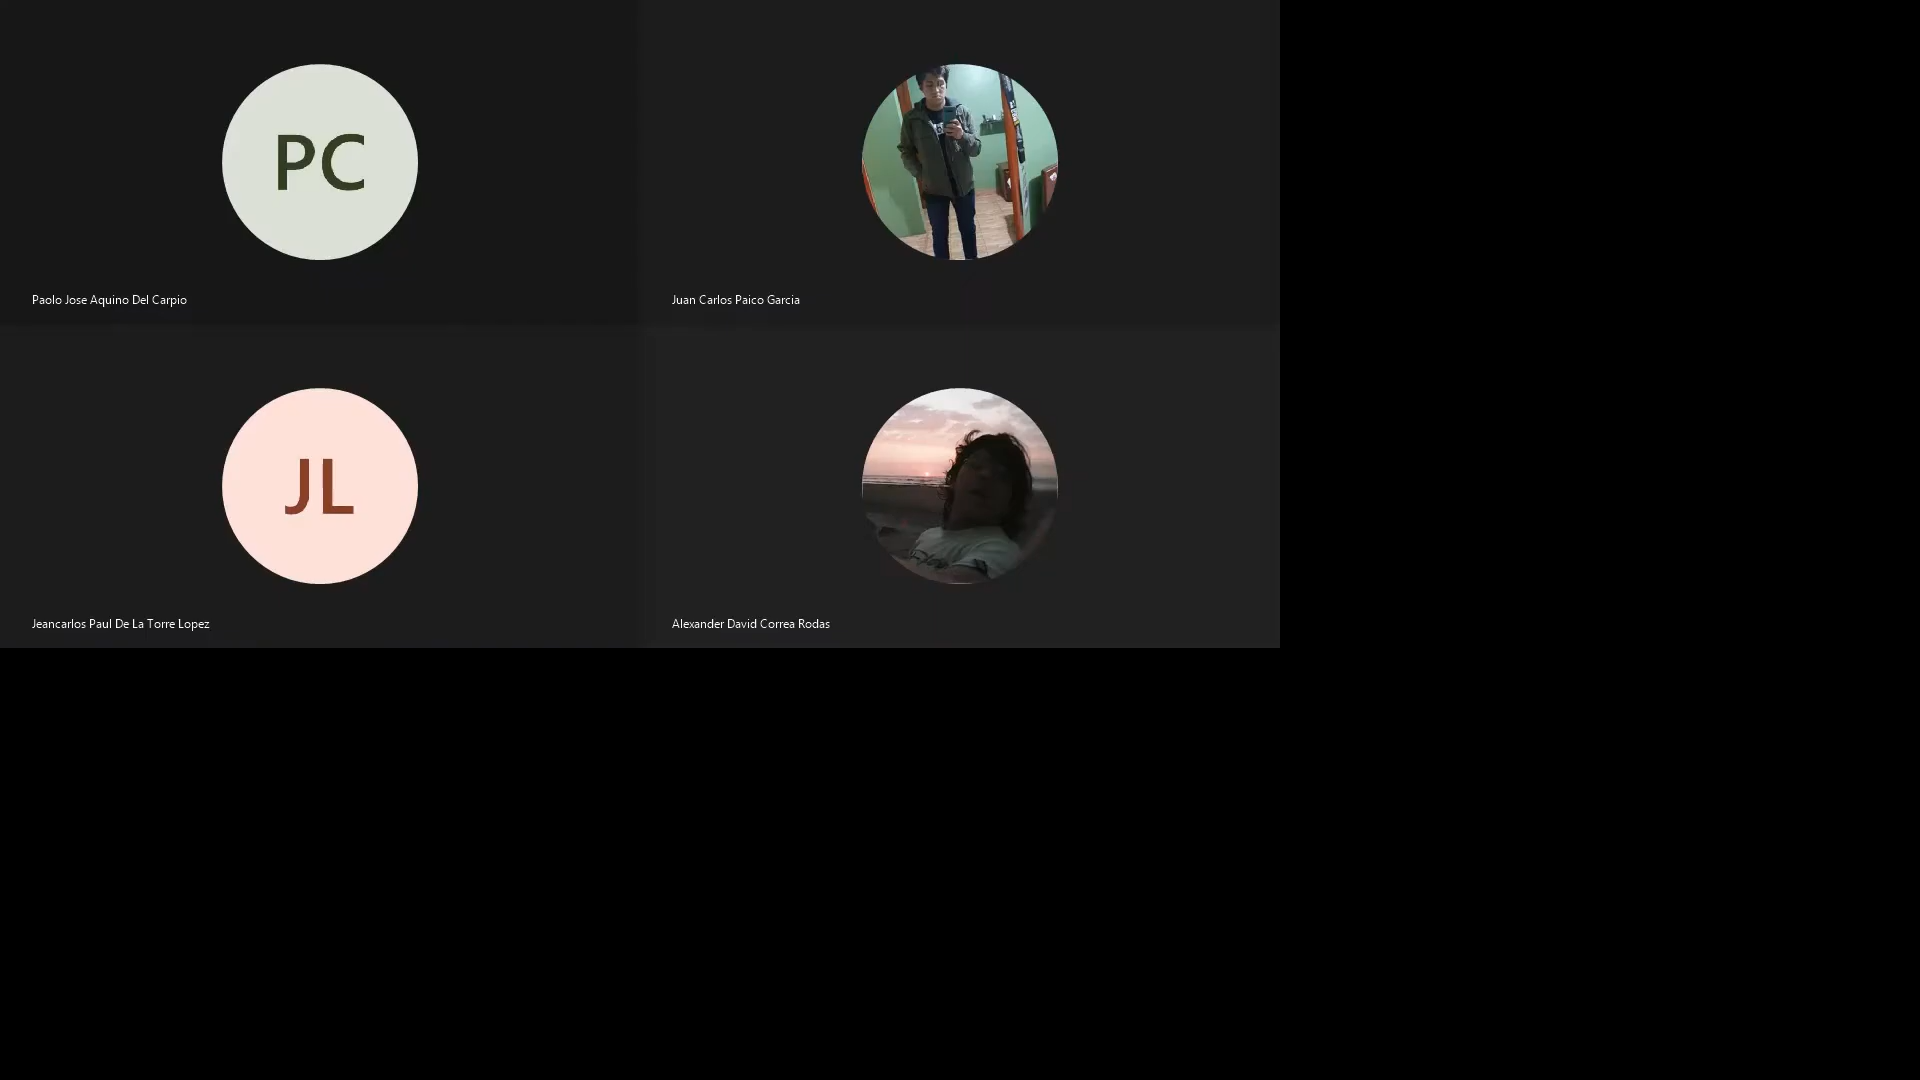 PC
Paolo Jose Aquino Del Carpio
Juan Carlos Paico Garcia
JL
Jeancarlos Paul De La Torre Lopez
Alexander David Correa Rodas